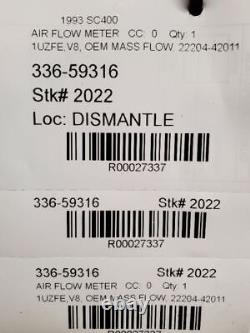 1993 SC400
AIR FLOW METER CC: 0 Qty: 1
1UZFE,V8, OEM MASS FLOW, 22204-42011
336-59316
Stk# 2022
Loc: DISMANTLE
R00027337
336-59316 Stk# 2022
R00027337
336-59316 Stk# 2022
AIR FLOW METER CC: 0 Qty: 1
1UZFE,V8, OEM MASS FLOW, 22204-42011
R00027337
ebay